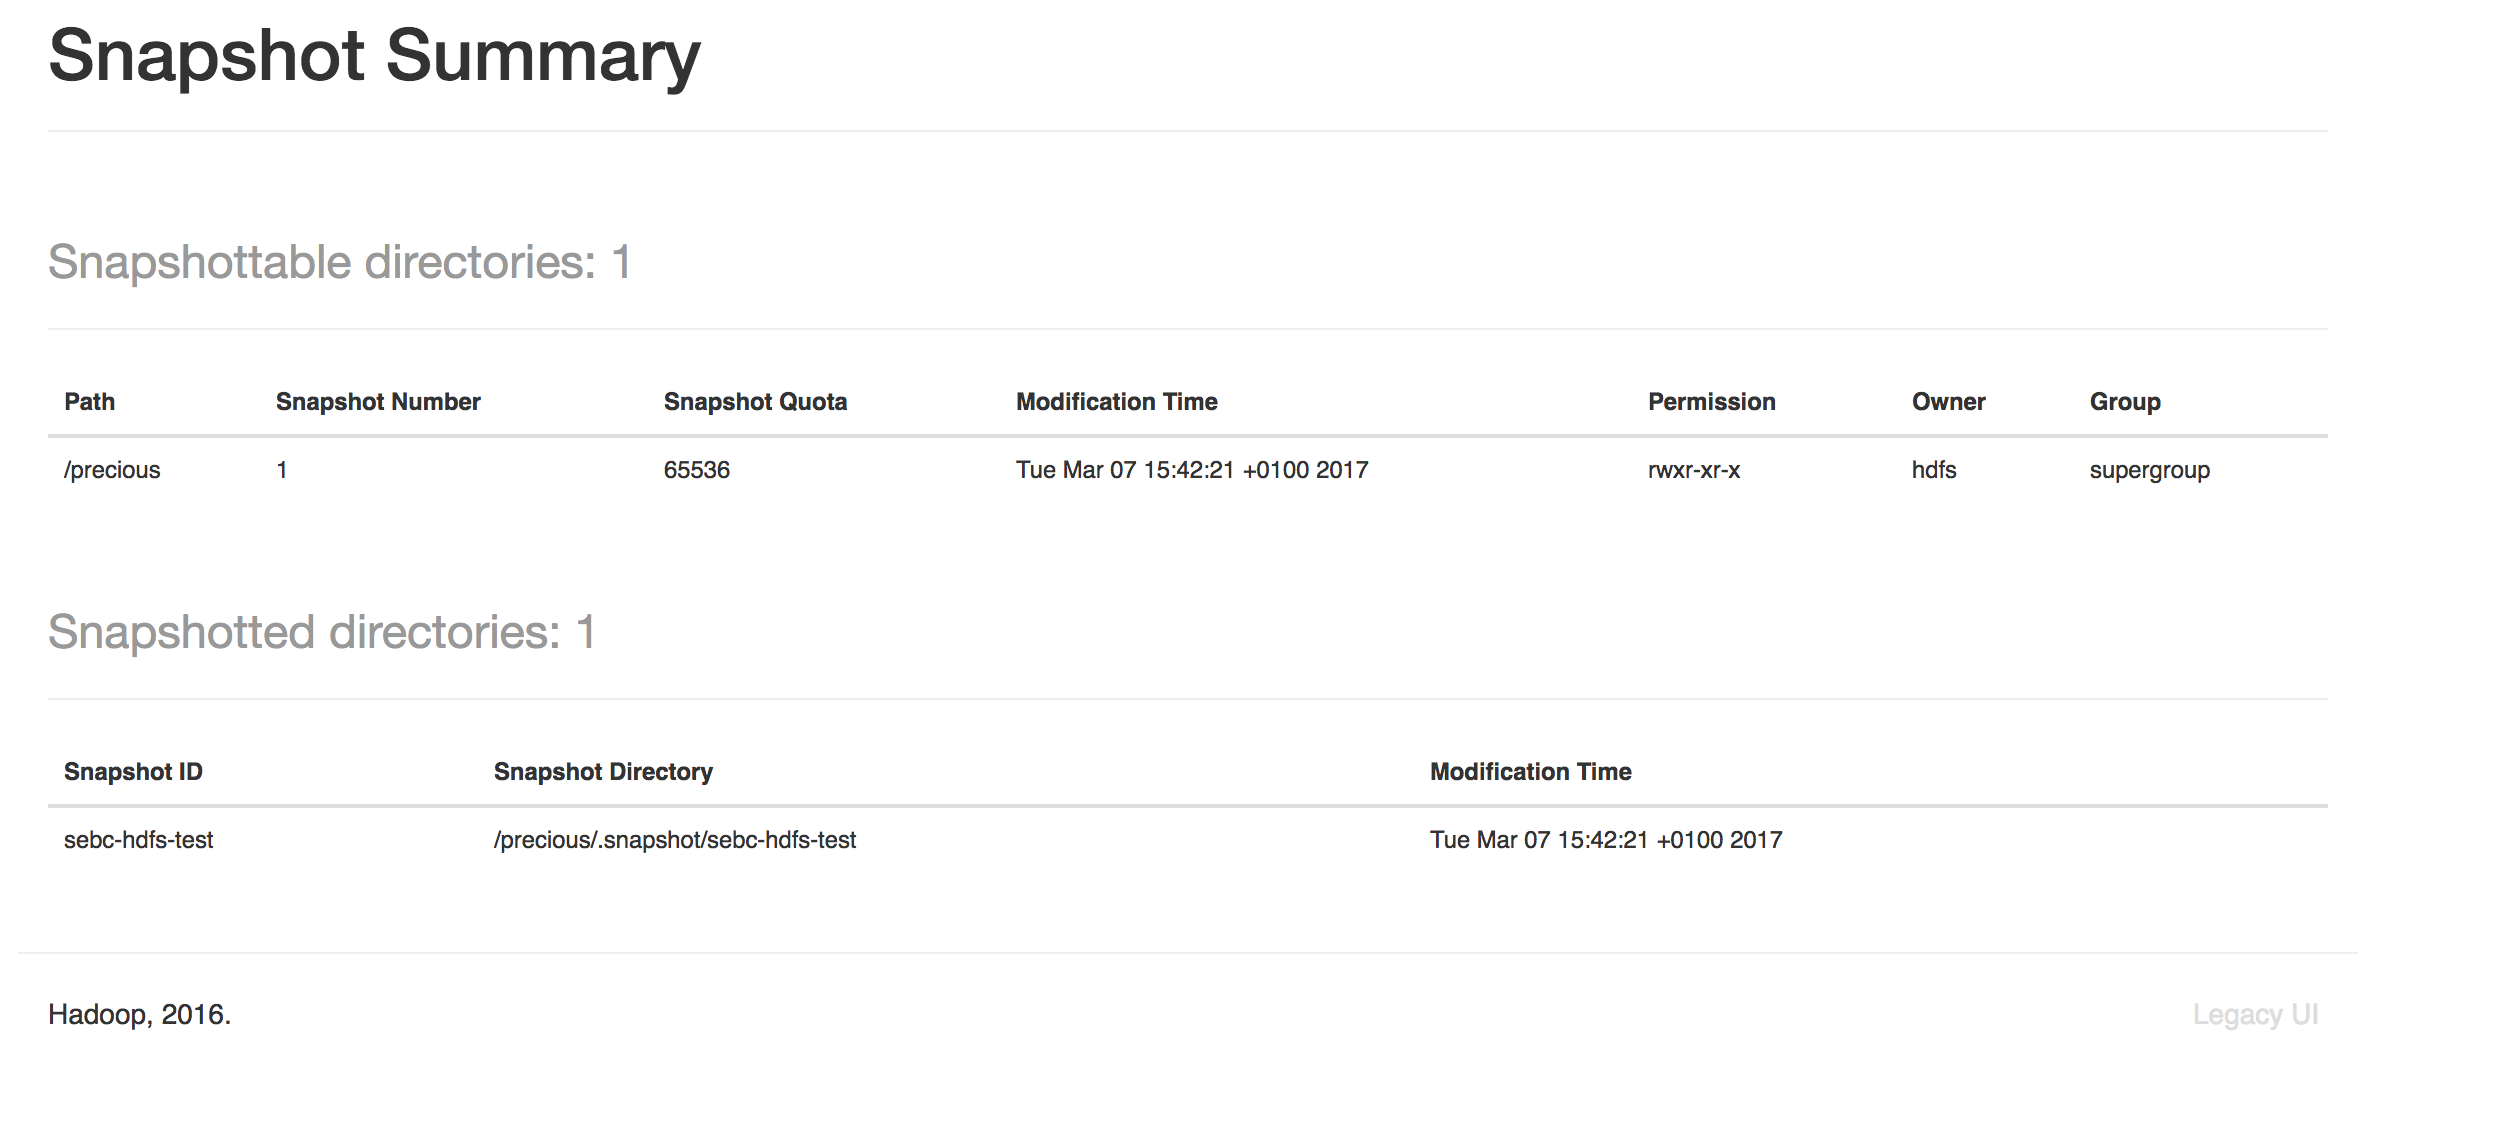 Snapshot Summary
Snapshottable directories: 1
Path Snapshot Number Snapshot Quota Modification Time Permission Owner Group
/precious 1 65536 Tue Mar 07 15:42:21 +0100 2017 rwxr-xr-x hdfs supergroup
Snapshotted directories: 1
Snapshot ID Snapshot Directory Modification Time
sebc-hdfs-test /precious/.snapshot/sebc-hdfs-test Tue Mar 07 15:42:21 +0100 2017
Hadoop, 2016. Legacy UI